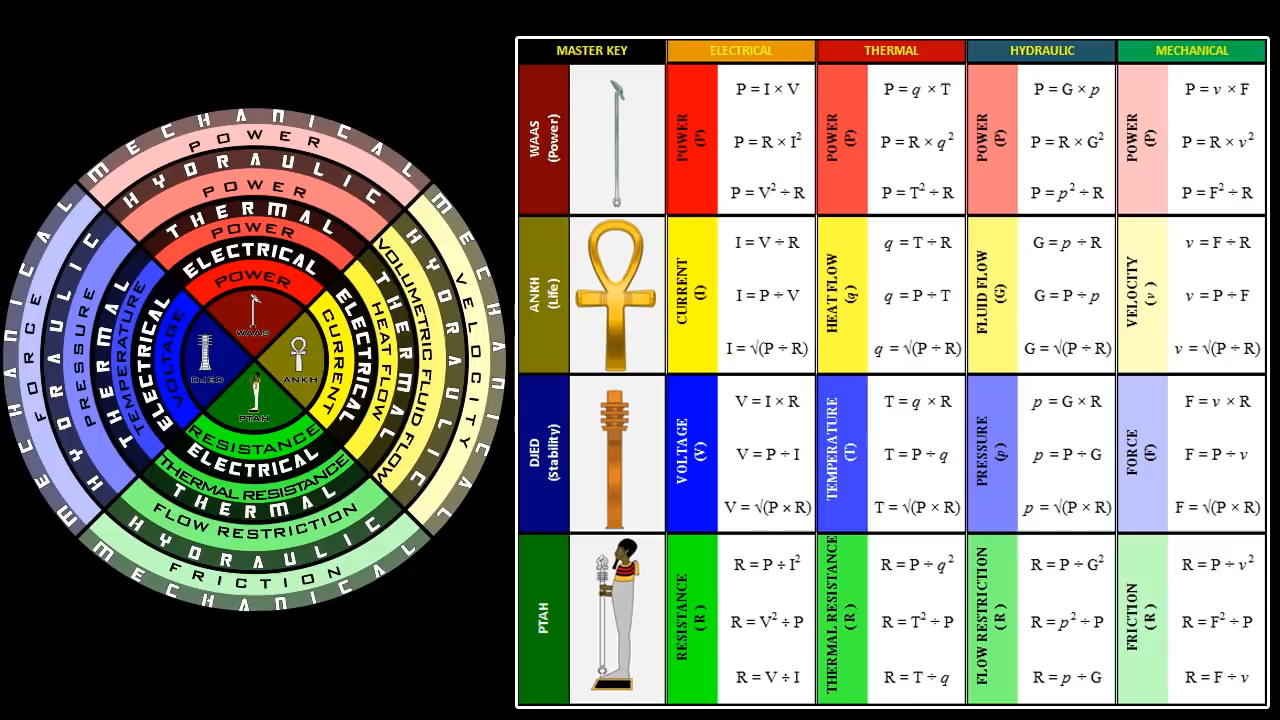 MECHANICAL
POWER
HYDRAULIC
POWER
THERMAL
POWER
ELECTRICAL
POWER
WAAS
MECHANICAL
VELOCITY
HYDRAULIC
VOLUMETRIC FLUID FLOW
THERMAL
HEAT FLOW
ELECTRICAL
CURRENT
ANKH
MECHANICAL
FORCE
HYDRAULIC
PRESSURE
THERMAL
TEMPERATURE
ELECTRICAL
VOLTAGE
DJED
PTAH
RESISTANCE
ELECTRICAL
THERMAL RESISTANCE
THERMAL
FLOW RESTRICTION
HYDRAULIC
FRICTION
MECHANICAL
MASTER KEY ELECTRICAL THERMAL HYDRAULIC MECHANICAL
WAAS
(Power)
POWER
(P)
P = I × V
P = R × I²
P = V² ÷ R
POWER
(P)
P = q × T
P = R × q²
P = T² ÷ R
POWER
(P)
P = G × p
P = R × G²
P = p² ÷ R
POWER
(P)
P = v × F
P = R × v²
P = F² ÷ R
ANKH
(Life)
CURRENT
(I)
I = V ÷ R
I = P ÷ V
I = √(P ÷ R)
HEAT FLOW
(q)
q = T ÷ R
q = P ÷ T
q = √(P ÷ R)
FLUID FLOW
(G)
G = p ÷ R
G = P ÷ p
G = √(P ÷ R)
VELOCITY
(v)
v = F ÷ R
v = P ÷ F
v = √(P ÷ R)
DJED
(Stability)
VOLTAGE
(V)
V = I × R
V = P ÷ I
V = √(P × R)
TEMPERATURE
(T)
T = q × R
T = P ÷ q
T = √(P × R)
PRESSURE
(p)
p = G × R
p = P ÷ G
p = √(P × R)
FORCE
(F)
F = v × R
F = P ÷ v
F = √(P × R)
PTAH
RESISTANCE
( R )
R = P ÷ I²
R = V² ÷ P
R = V ÷ I
THERMAL RESISTANCE
( R )
R = P ÷ q²
R = T² ÷ P
R = T ÷ q
FLOW RESTRICTION
( R )
R = P ÷ G²
R = p² ÷ P
R = p ÷ G
FRICTION
( R )
R = P ÷ v²
R = F² ÷ P
R = F ÷ v